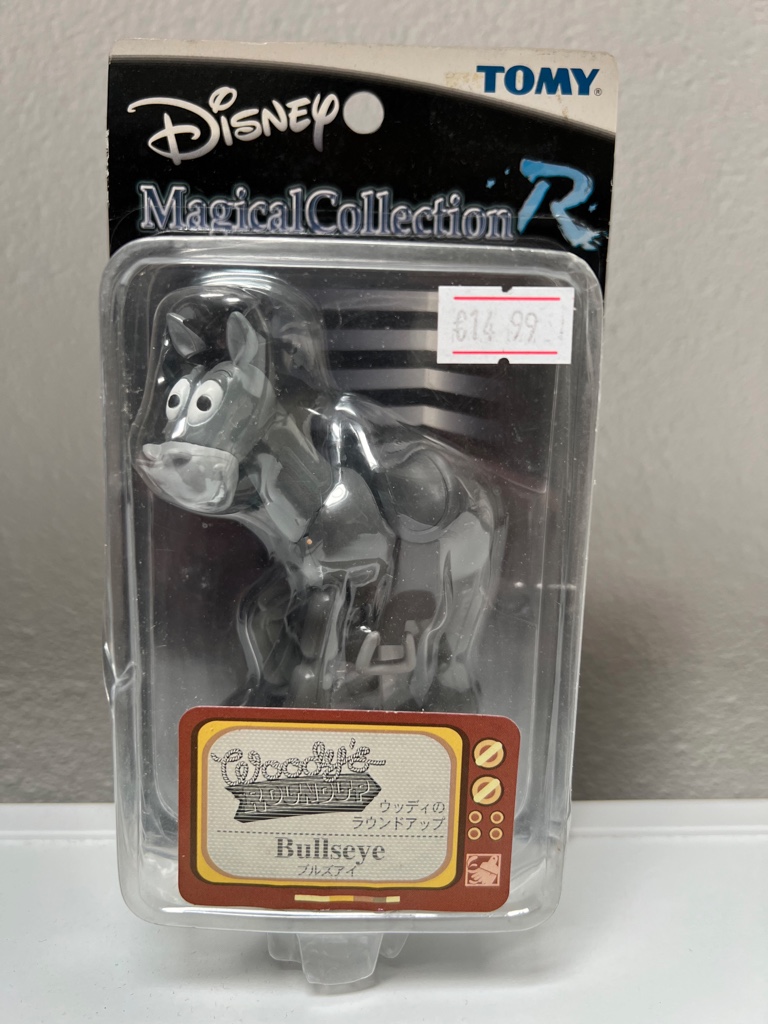 TOMY®
Disney
MagicalCollection R
£14.99
Woody's
ROUNDUP
ウッディの
ラウンドアップ
Bullseye
ブルズアイ